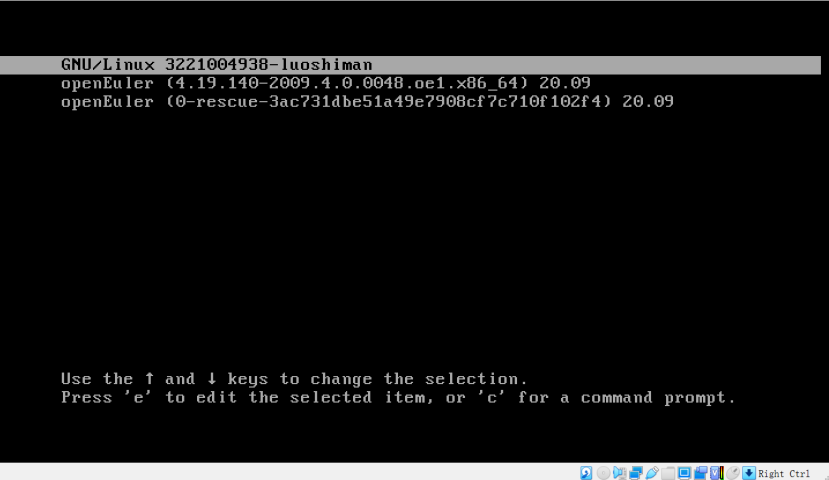 GNU/Linux 3221004938-luoshiman
openEuler (4.19.140-2009.4.0.0048.oe1.x86_64) 20.09
openEuler (0-rescue-3ac731dbe51a49e7908cf7c710f102f4) 20.09
Use the ↑ and ↓ keys to change the selection.
Press 'e' to edit the selected item, or 'c' for a command prompt.
Right Ctrl